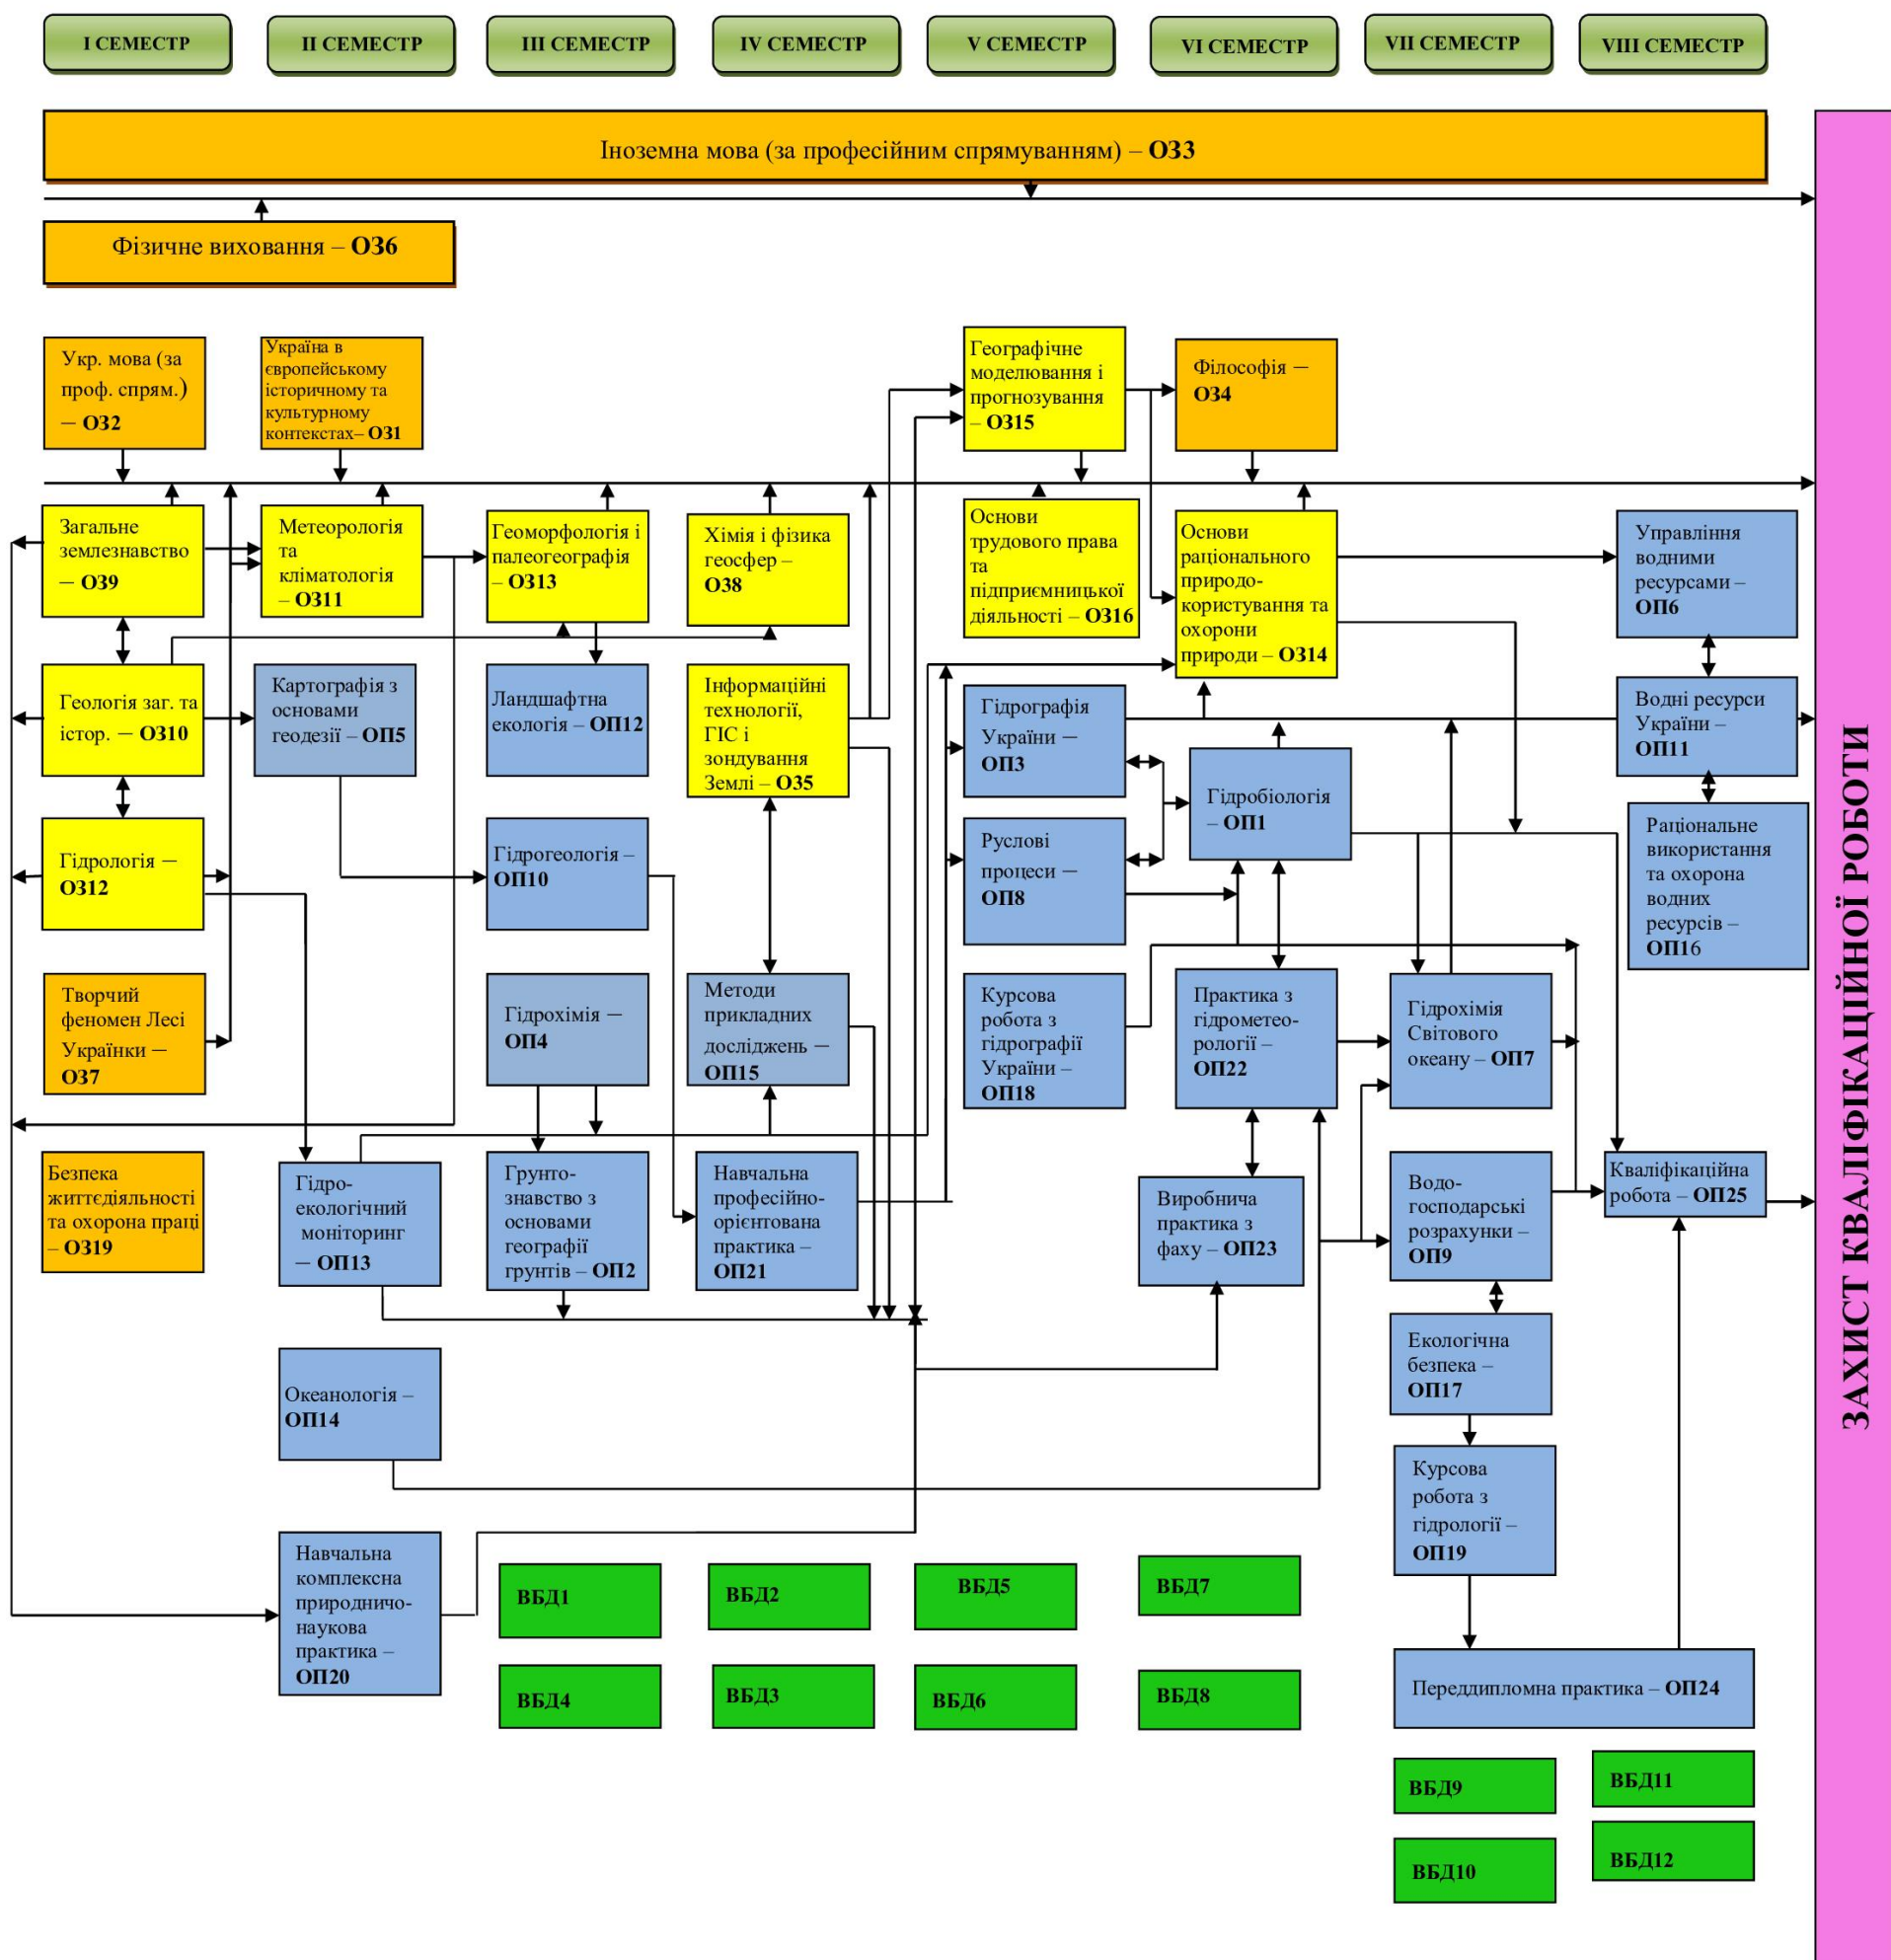 І СЕМЕСТР
ІІ СЕМЕСТР
ІІІ СЕМЕСТР
ІV СЕМЕСТР
V СЕМЕСТР
VІ СЕМЕСТР
VІІ СЕМЕСТР
VІІІ СЕМЕСТР
Іноземна мова (за професійним спрямуванням) – ОЗ3
Фізичне виховання – ОЗ6
Укр. мова (за
проф. спрям.)
— ОЗ2
Україна в
європейському
історичному та
культурному
контекстах– ОЗ1
Географічне
моделювання і
прогнозування
– ОЗ15
Філософія —
ОЗ4
Загальне
землезнавство
— ОЗ9
Метеорологія
та
кліматологія
– ОЗ11
Геоморфологія і
палеогеографія
– ОЗ13
Хімія і фізика
геосфер –
ОЗ8
Основи
трудового права
та
підприємницької
діяльності – ОЗ16
Основи
раціонального
природо-
користування та
охорони
природи – ОЗ14
Управління
водними
ресурсами –
ОП6
Геологія заг. та
істор. — ОЗ10
Картографія з
основами
геодезії – ОП5
Ландшафтна
екологія – ОП12
Інформаційні
технології,
ГІС і
зондування
Землі – ОЗ5
Гідрографія
України —
ОП3
Гідробіологія
– ОП1
Водні ресурси
України –
ОП11
Гідрологія —
ОЗ12
Гідрогеологія –
ОП10
Руслові
процеси —
ОП8
Раціональне
використання
та охорона
водних
ресурсів –
ОП16
Творчий
феномен Лесі
Українки —
ОЗ7
Гідрохімія —
ОП4
Методи
прикладних
досліджень —
ОП15
Курсова
робота з
гідрографії
України –
ОП18
Практика з
гідрометео-
рології –
ОП22
Гідрохімія
Світового
океану – ОП7
Безпека
життєдіяльності
та охорона праці
– ОЗ19
Гідро-
екологічний
моніторинг
— ОП13
Грунто-
знавство з
основами
географії
грунтів – ОП2
Навчальна
професійно-
орієнтована
практика –
ОП21
Виробнича
практика з
фаху – ОП23
Водо-
господарські
розрахунки –
ОП9
Кваліфікаційна
робота – ОП25
Океанологія –
ОП14
Екологічна
безпека –
ОП17
Курсова
робота з
гідрології –
ОП19
Навчальна
комплексна
природничо-
наукова
практика –
ОП20
ВБД1
ВБД2
ВБД5
ВБД7
ВБД4
ВБД3
ВБД6
ВБД8
Переддипломна практика – ОП24
ВБД9
ВБД11
ВБД10
ВБД12
ЗАХИСТ КВАЛІФІКАЦІЙНОЇ РОБОТИ